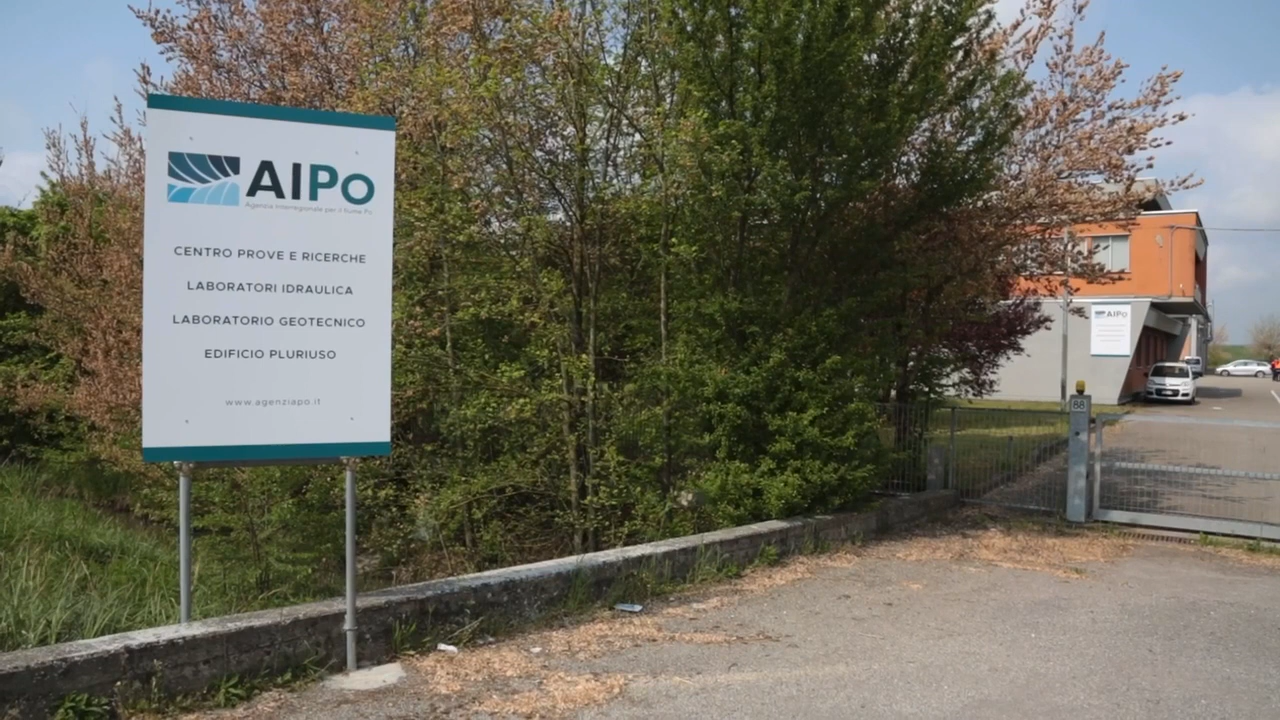 AIPo
Agenzia Interregionale per il fiume Po
CENTRO PROVE E RICERCHE
LABORATORI IDRAULICA
LABORATORIO GEOTECNICO
EDIFICIO PLURIUSO
www.agenziapo.it
AIPo
88